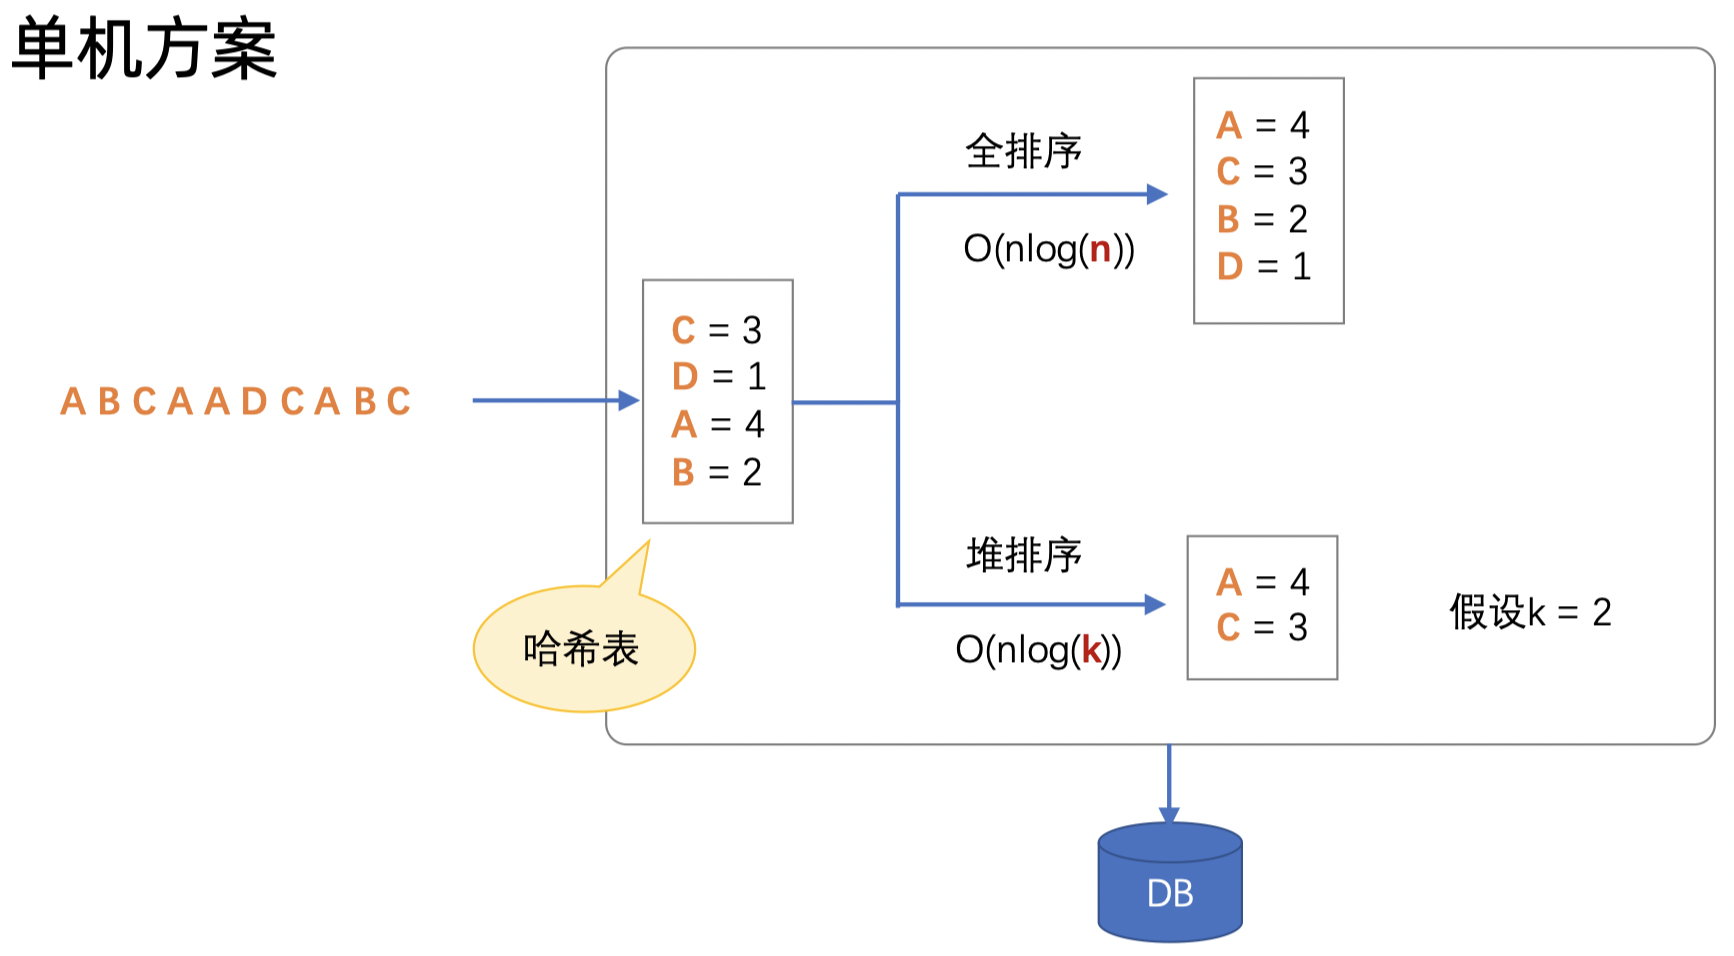 单机方案
A B C A A D C A B C
C = 3
D = 1
A = 4
B = 2
哈希表
全排序
O(nlog(n))
A = 4
C = 3
B = 2
D = 1
堆排序
O(nlog(k))
A = 4
C = 3
假设k = 2
DB